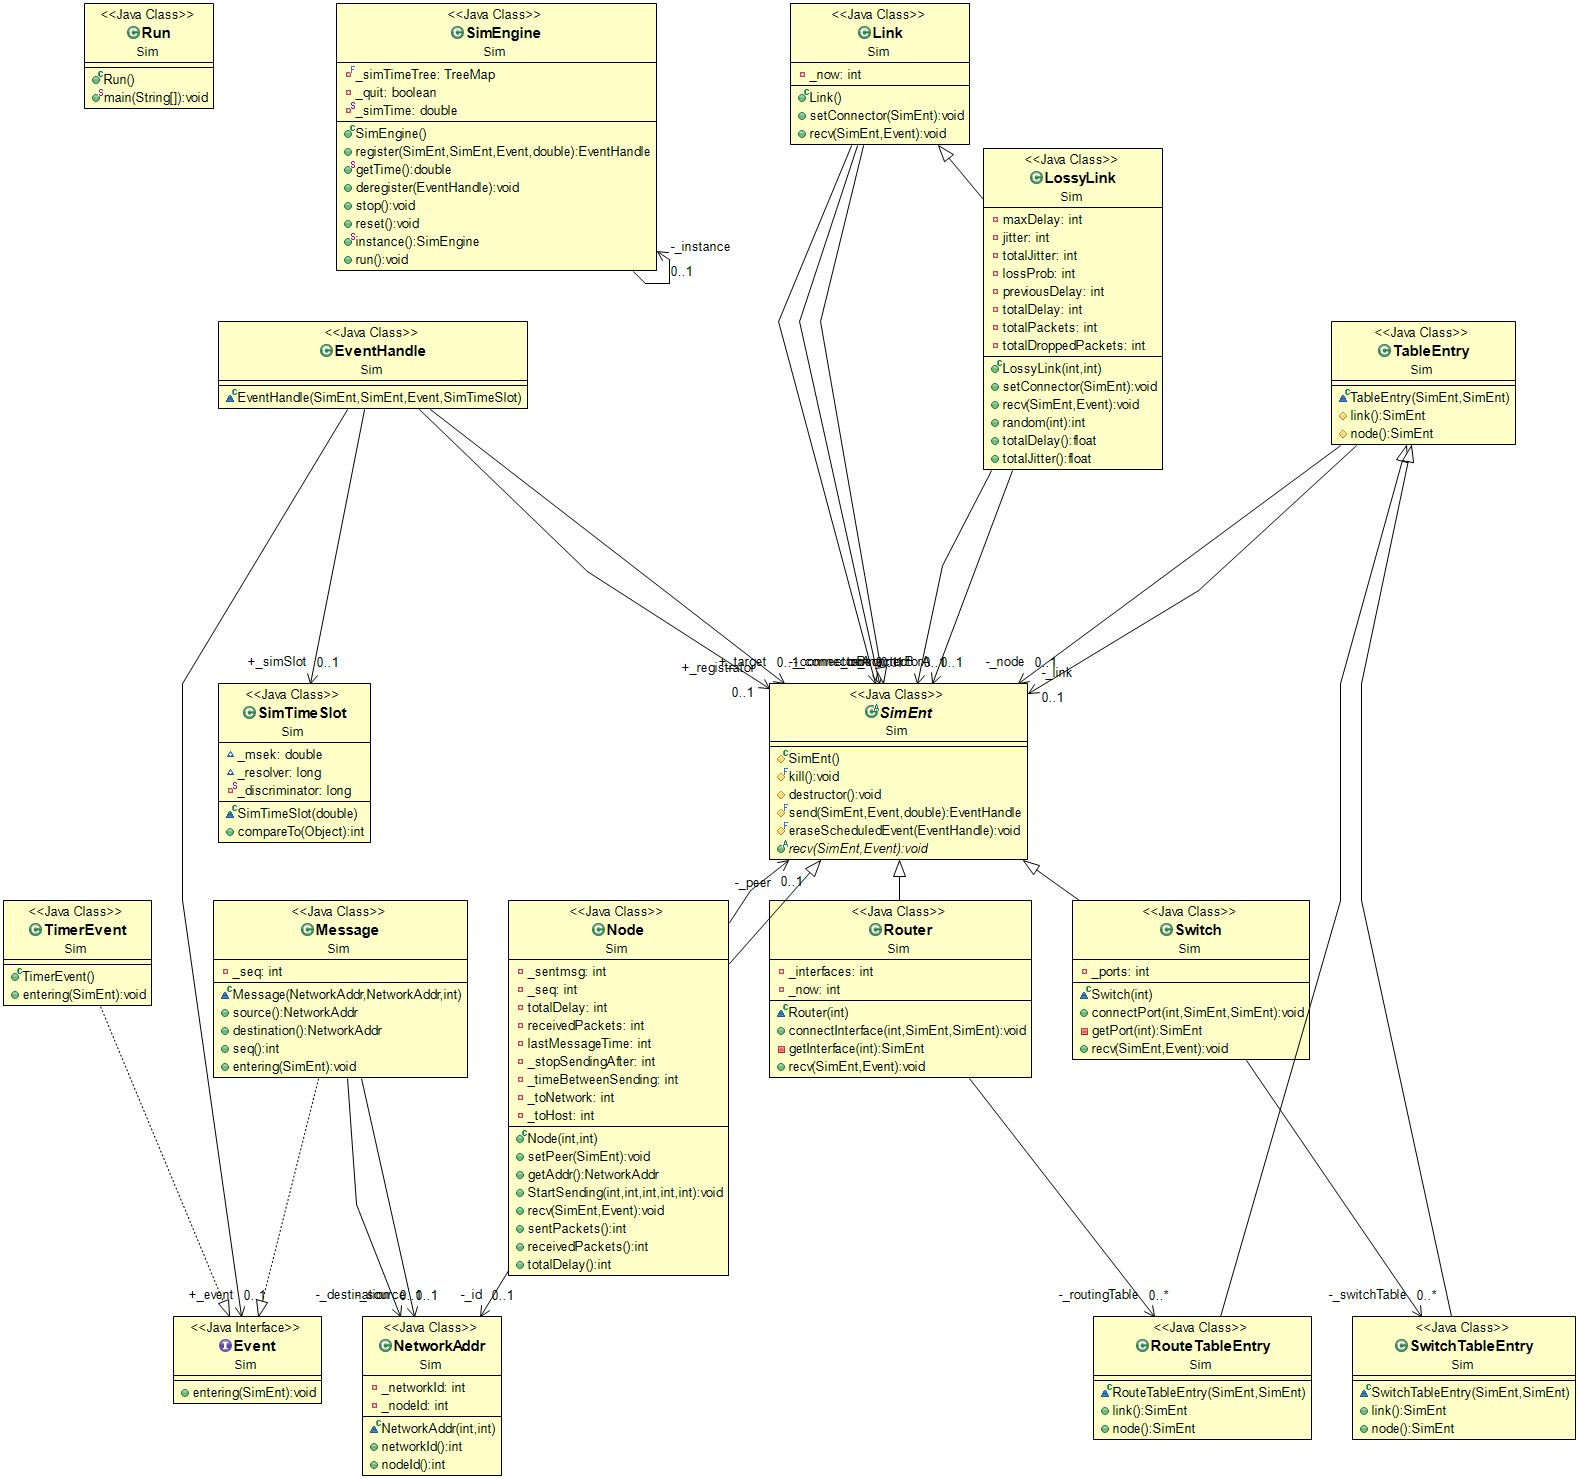 <<Java Class>>
Run
Sim
Run()
main(String[]):void
<<Java Class>>
SimEngine
Sim
_simTimeTree: TreeMap
_quit: boolean
_simTime: double
SimEngine()
register(SimEnt,SimEnt,Event,double):EventHandle
getTime():double
deregister(EventHandle):void
stop():void
reset():void
instance():SimEngine
run():void
-_instance
0..1
<<Java Class>>
Link
Sim
_now: int
Link()
setConnector(SimEnt):void
recv(SimEnt,Event):void
<<Java Class>>
LossyLink
Sim
maxDelay: int
jitter: int
totalJitter: int
lossProb: int
previousDelay: int
totalDelay: int
totalPackets: int
totalDroppedPackets: int
LossyLink(int,int)
setConnector(SimEnt):void
recv(SimEnt,Event):void
random(int):int
totalDelay():float
totalJitter():float
<<Java Class>>
EventHandle
Sim
EventHandle(SimEnt,SimEnt,Event,SimTimeSlot)
<<Java Class>>
TableEntry
Sim
TableEntry(SimEnt,SimEnt)
link():SimEnt
node():SimEnt
+_simSlot 0..1
+_registrator
0..1
_target 0..1
0..1
-_node 0..1
-_link
0..1
<<Java Class>>
SimTimeSlot
Sim
_msek: double
_resolver: long
_discriminator: long
SimTimeSlot(double)
compareTo(Object):int
<<Java Class>>
SimEnt
Sim
SimEnt()
kill():void
destructor():void
send(SimEnt,Event,double):EventHandle
eraseScheduledEvent(EventHandle):void
recv(SimEnt,Event):void
-_peer 0..1
<<Java Class>>
TimerEvent
Sim
TimerEvent()
entering(SimEnt):void
<<Java Class>>
Message
Sim
_seq: int
Message(NetworkAddr,NetworkAddr,int)
source():NetworkAddr
destination():NetworkAddr
seq():int
entering(SimEnt):void
<<Java Class>>
Node
Sim
_sentmsg: int
_seq: int
totalDelay: int
receivedPackets: int
lastMessageTime: int
_stopSendingAfter: int
_timeBetweenSending: int
_toNetwork: int
_toHost: int
Node(int,int)
setPeer(SimEnt):void
getAddr():NetworkAddr
StartSending(int,int,int,int,int):void
recv(SimEnt,Event):void
sentPackets():int
receivedPackets():int
totalDelay():int
<<Java Class>>
Router
Sim
_interfaces: int
_now: int
Router(int)
connectInterface(int,SimEnt,SimEnt):void
getInterface(int):SimEnt
recv(SimEnt,Event):void
<<Java Class>>
Switch
Sim
_ports: int
Switch(int)
connectPort(int,SimEnt,SimEnt):void
getPort(int):SimEnt
recv(SimEnt,Event):void
+_event 0..1
-_destination
_source
0..1
-_id 0..1
-_routingTable 0..*
-_switchTable 0..*
<<Java Interface>>
Event
Sim
entering(SimEnt):void
<<Java Class>>
NetworkAddr
Sim
_networkId: int
_nodeId: int
NetworkAddr(int,int)
networkId():int
nodeId():int
<<Java Class>>
RouteTableEntry
Sim
RouteTableEntry(SimEnt,SimEnt)
link():SimEnt
node():SimEnt
<<Java Class>>
SwitchTableEntry
Sim
SwitchTableEntry(SimEnt,SimEnt)
link():SimEnt
node():SimEnt